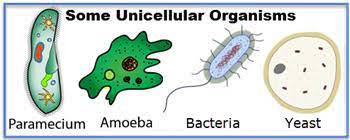 Some Unicellular Organisms
Paramecium Amoeba Bacteria Yeast